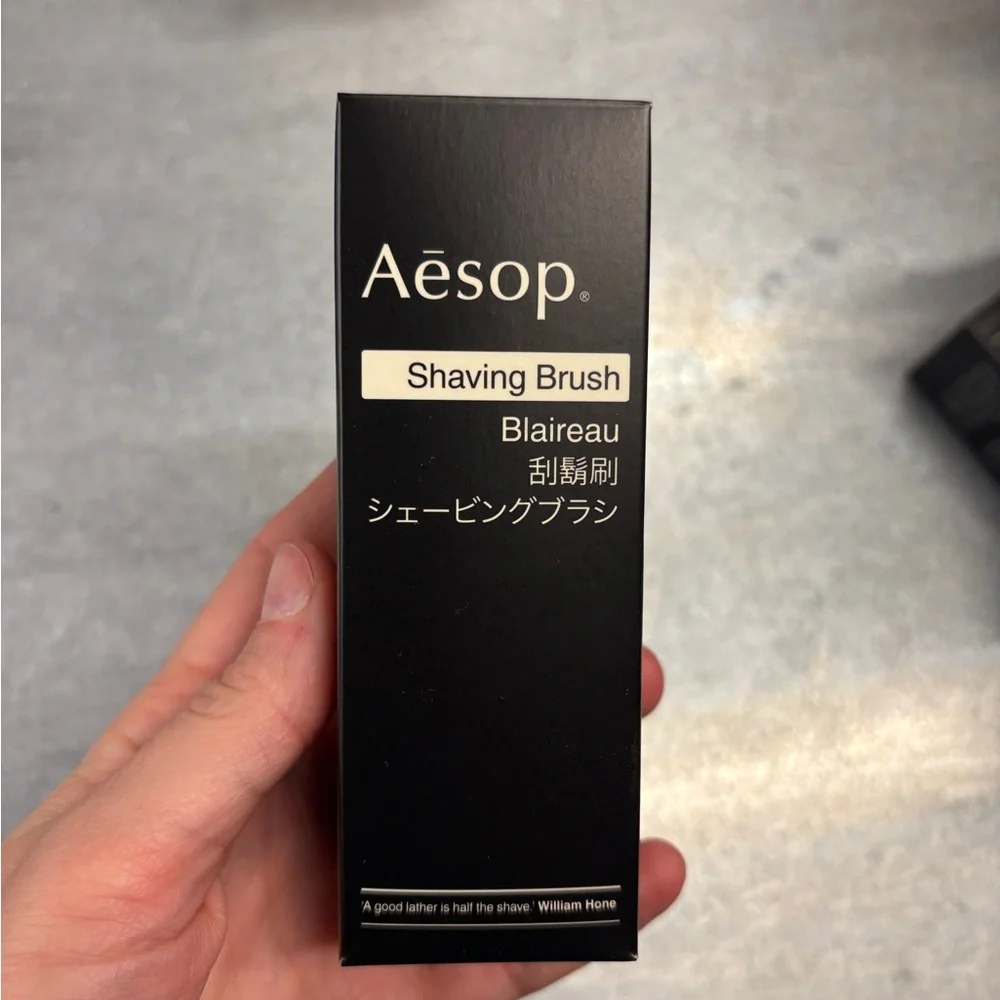 Aēsop®
Shaving Brush
Blaireau
刮鬍刷
シェービングブラシ
'A good lather is half the shave.' William Hone